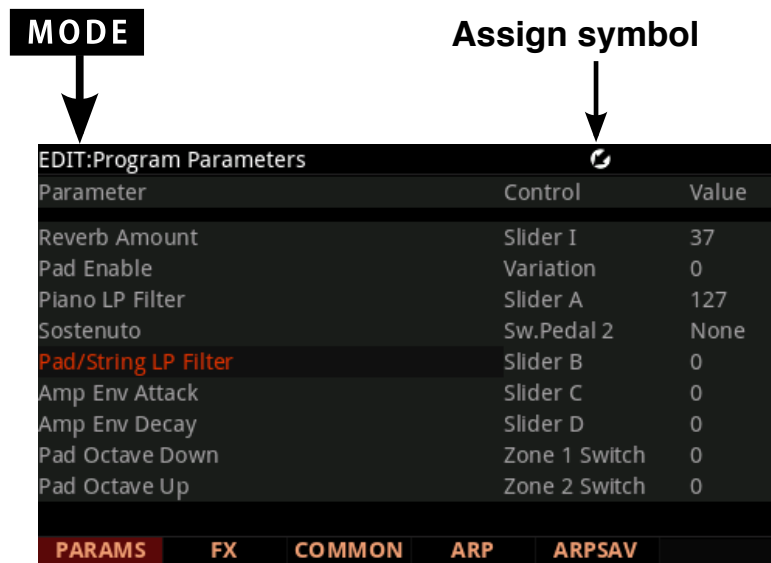 MODE
Assign symbol
EDIT:Program Parameters
Parameter Control Value
Reverb Amount Slider I 37
Pad Enable Variation 0
Piano LP Filter Slider A 127
Sostenuto Sw.Pedal 2 None
Pad/String LP Filter Slider B 0
Amp Env Attack Slider C 0
Amp Env Decay Slider D 0
Pad Octave Down Zone 1 Switch 0
Pad Octave Up Zone 2 Switch 0
PARAMS FX COMMON ARP ARPSAV